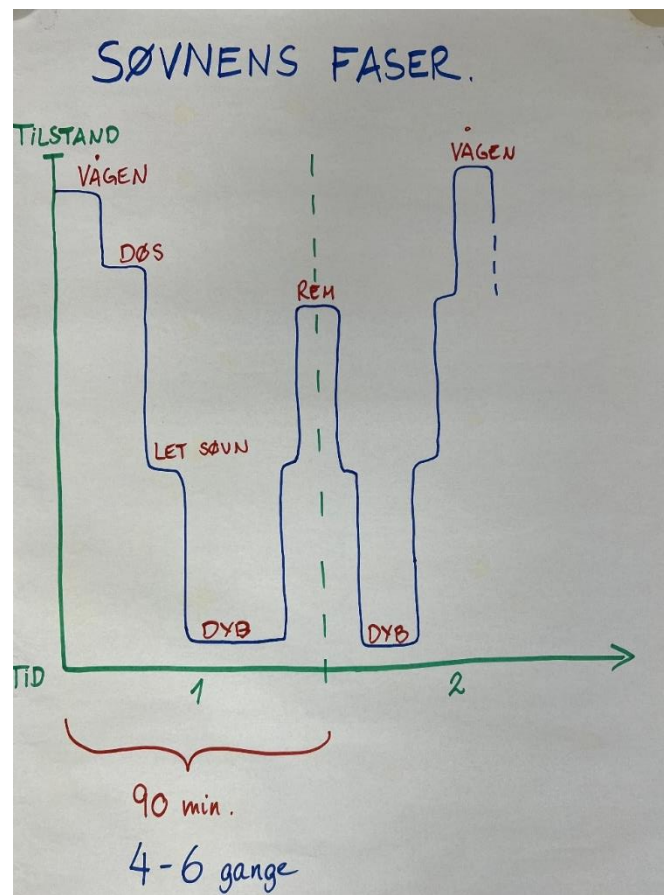 SØVNENS FASER.
TILSTAND
VÅGEN
VÅGEN
DØS
REM
LET SØVN
DYB
DYB
TID
1
2
90 min.
4-6 gange